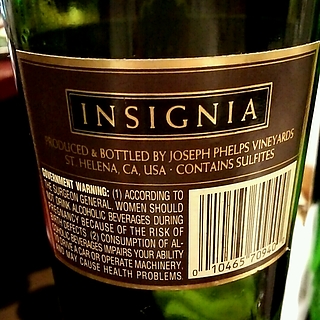 INSIGNIA
PRODUCED & BOTTLED BY JOSEPH PHELPS VINEYARDS
ST. HELENA, CA, USA · CONTAINS SULFITES
GOVERNMENT WARNING: (1) ACCORDING TO
THE SURGEON GENERAL, WOMEN SHOULD
NOT DRINK ALCOHOLIC BEVERAGES DURING
PREGNANCY BECAUSE OF THE RISK OF
BIRTH DEFECTS. (2) CONSUMPTION OF AL-
COHOLIC BEVERAGES IMPAIRS YOUR ABILITY
TO DRIVE A CAR OR OPERATE MACHINERY,
AND MAY CAUSE HEALTH PROBLEMS.
0 10465 70940